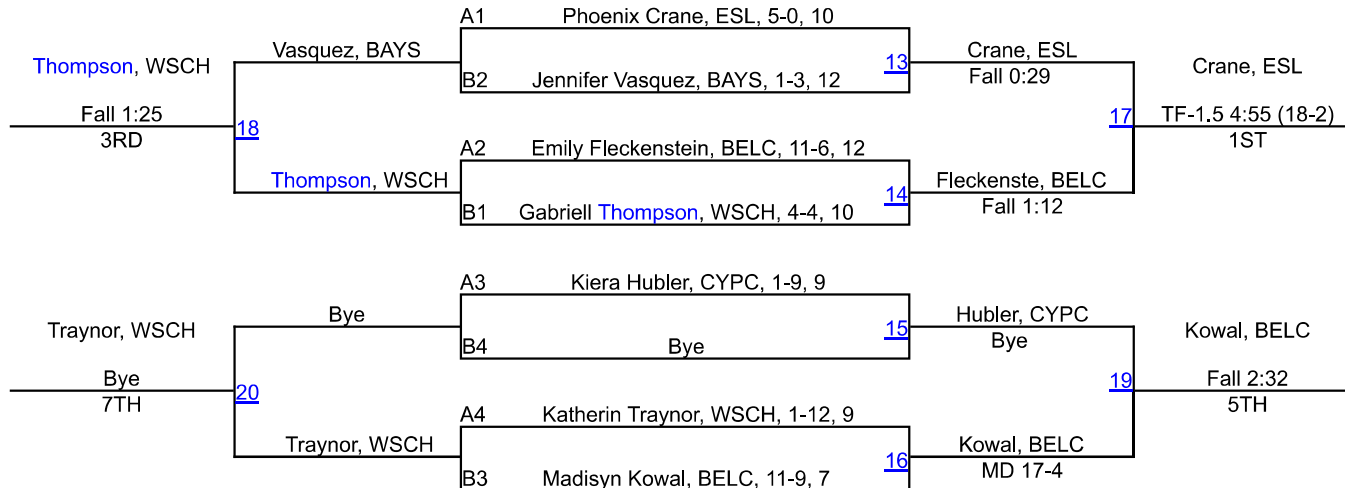 A1 Phoenix Crane, ESL, 5-0, 10
Vasquez, BAYS 13 Crane, ESL
Thompson, WSCH B2 Jennifer Vasquez, BAYS, 1-3, 12 Fall 0:29 Crane, ESL
Fall 1:25 18 17 TF-1.5 4:55 (18-2)
3RD A2 Emily Fleckenstein, BELC, 11-6, 12 1ST
Thompson, WSCH 14 Fleckenste, BELC
B1 Gabriell Thompson, WSCH, 4-4, 10 Fall 1:12
A3 Kiera Hubler, CYPC, 1-9, 9
Bye 15 Hubler, CYPC
Traynor, WSCH B4 Bye Bye Kowal, BELC
Bye 20 19 Fall 2:32
7TH A4 Katherin Traynor, WSCH, 1-12, 9 5TH
Traynor, WSCH 16 Kowal, BELC
B3 Madisyn Kowal, BELC, 11-9, 7 MD 17-4